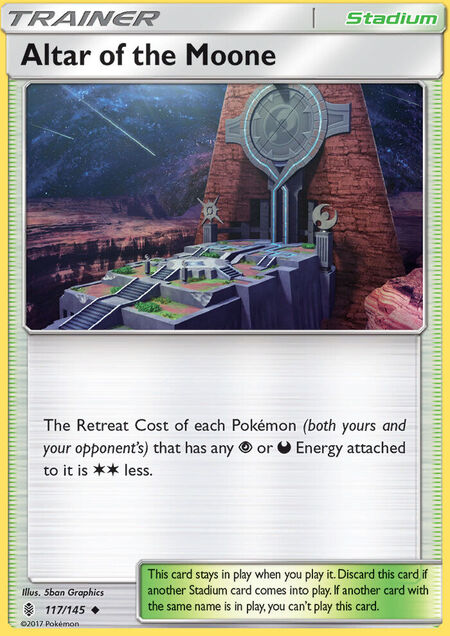 TRAINER
Stadium
Altar of the Moone
The Retreat Cost of each Pokémon (both yours and
your opponent's) that has any or Energy attached
to it is less.
Illus. 5ban Graphics
117/145
©2017 Pokémon
This card stays in play when you play it. Discard this card if
another Stadium card comes into play. If another card with
the same name is in play, you can't play this card.